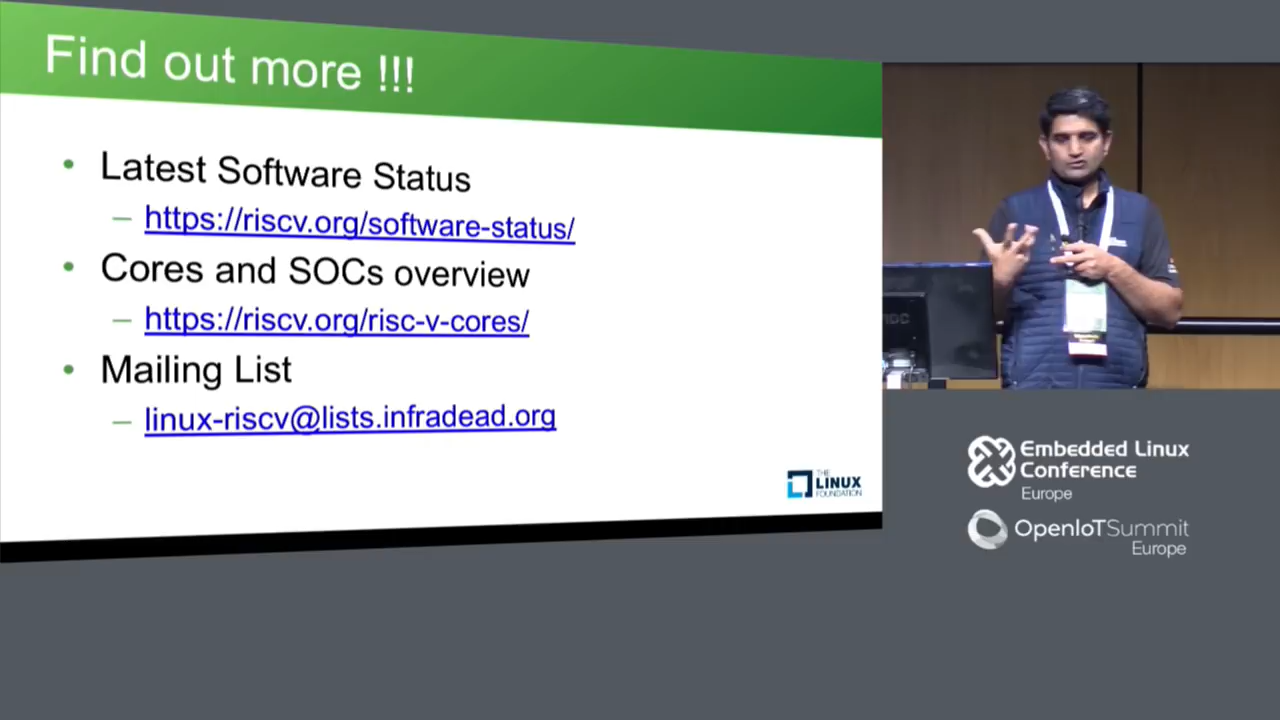 Find out more !!!
• Latest Software Status
– https://riscv.org/software-status/
• Cores and SOCs overview
– https://riscv.org/risc-v-cores/
• Mailing List
– linux-riscv@lists.infradead.org
THE
LINUX
FOUNDATION
Embedded Linux
Conference
Europe
OpenIoTSummit
Europe